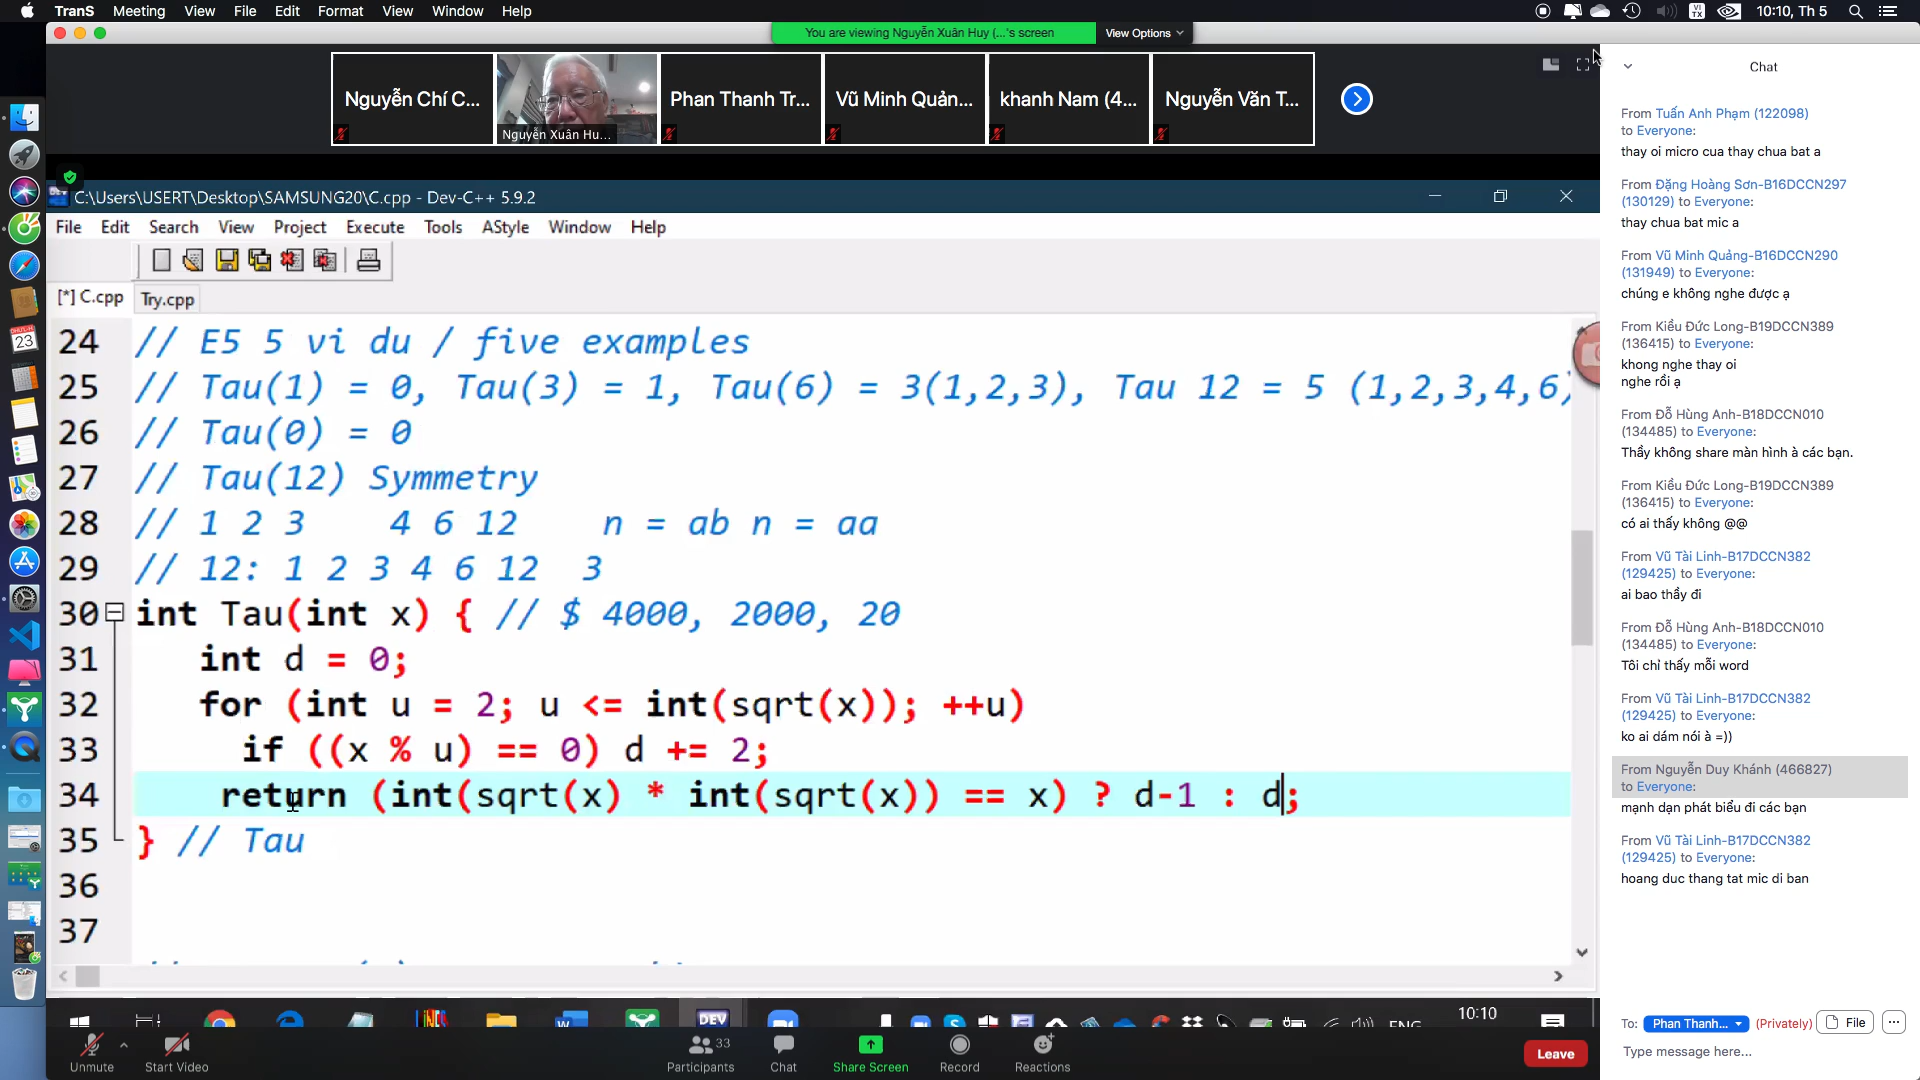 TransS Meeting View File Edit Format View Window Help
10:10, Th 5
You are viewing Nguyễn Xuân Huy (...'s screen
View Options
Nguyễn Chí C...
Nguyễn Xuân Hu...
Phan Thanh Tr...
Vũ Minh Quản...
khanh Nam (4...
Nguyễn Văn T...
C:\Users\USERT\Desktop\SAMSUNG20\C.cpp - Dev-C++ 5.9.2
File Edit Search View Project Execute Tools AStyle Window Help
[*] C.cpp Try.cpp
24 // E5 5 vi du / five examples
25 // Tau(1) = 0, Tau(3) = 1, Tau(6) = 3(1,2,3), Tau 12 = 5 (1,2,3,4,6)
26 // Tau(0) = 0
27 // Tau(12) Symmetry
28 // 1 2 3 4 6 12 n = ab n = aa
29 // 12: 1 2 3 4 6 12 3
30 int Tau(int x) { // $ 4000, 2000, 20
31 int d = 0;
32 for (int u = 2; u <= int(sqrt(x)); ++u)
33 if ((x % u) == 0) d += 2;
34 return (int(sqrt(x) * int(sqrt(x)) == x) ? d-1 : d;
35 } // Tau
36
37
DEV
ENG
10:10
Unmute
Start Video
Participants
33
Chat
Share Screen
Record
Reactions
Leave
Chat
From Tuấn Anh Phạm (122098)
to Everyone:
thay oi micro cua thay chua bat a
From Đặng Hoàng Sơn-B16DCCN297
(130129) to Everyone:
thay chua bat mic a
From Vũ Minh Quảng-B16DCCN290
(131949) to Everyone:
chúng e không nghe được ạ
From Kiều Đức Long-B19DCCN389
(136415) to Everyone:
khong nghe thay oi
nghe rồi ạ
From Đỗ Hùng Anh-B18DCCN010
(134485) to Everyone:
Thầy không share màn hình à các bạn.
From Kiều Đức Long-B19DCCN389
(136415) to Everyone:
có ai thấy không @@
From Vũ Tài Linh-B17DCCN382
(129425) to Everyone:
ai bao thầy đi
From Đỗ Hùng Anh-B18DCCN010
(134485) to Everyone:
Tôi chỉ thấy mỗi word
From Vũ Tài Linh-B17DCCN382
(129425) to Everyone:
ko ai dám nói à =))
From Nguyễn Duy Khánh (466827)
to Everyone:
mạnh dạn phát biểu đi các bạn
From Vũ Tài Linh-B17DCCN382
(129425) to Everyone:
hoang duc thang tat mic di ban
To: Phan Thanh... (Privately) File
Type message here...